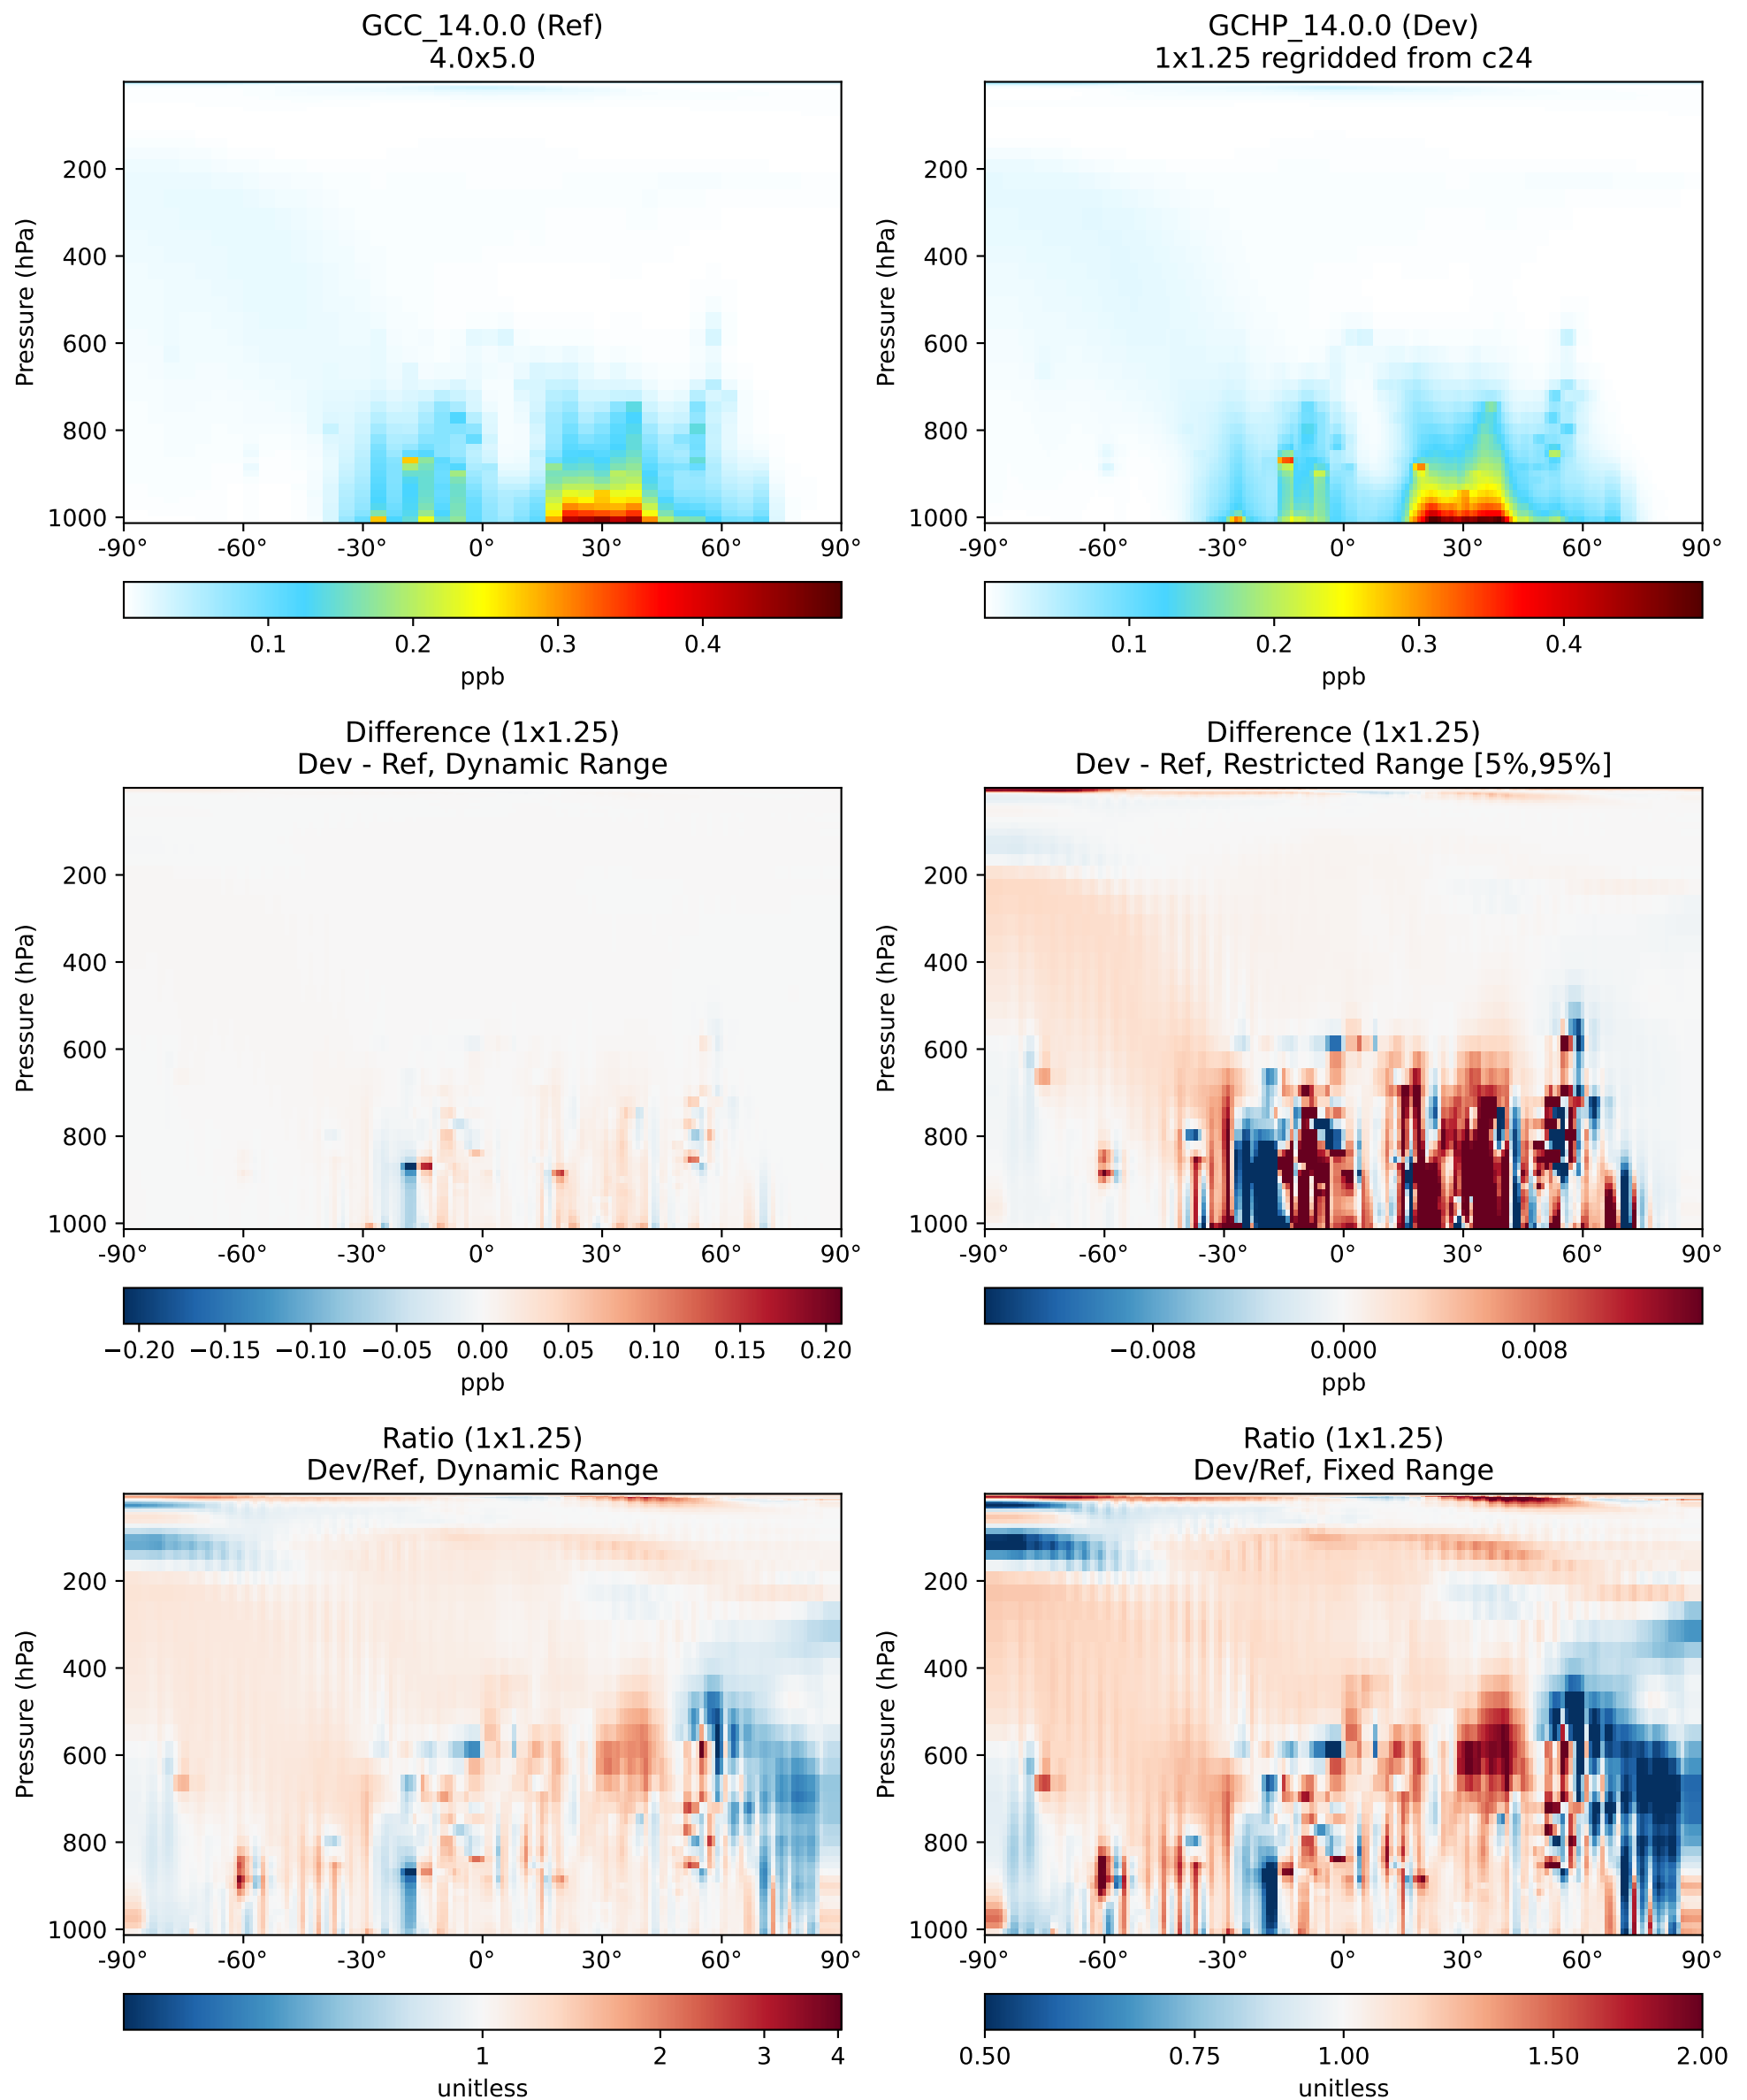 GCC_14.0.0 (Ref)
4.0x5.0
Pressure (hPa)
200
400
600
800
1000
-90° -60° -30° 0° 30° 60° 90°
0.1 0.2 0.3 0.4
ppb
GCHP_14.0.0 (Dev)
1x1.25 regridded from c24
Pressure (hPa)
200
400
600
800
1000
-90° -60° -30° 0° 30° 60° 90°
0.1 0.2 0.3 0.4
ppb
Difference (1x1.25)
Dev - Ref, Dynamic Range
Pressure (hPa)
200
400
600
800
1000
-90° -60° -30° 0° 30° 60° 90°
−0.20 −0.15 −0.10 −0.05 0.00 0.05 0.10 0.15 0.20
ppb
Difference (1x1.25)
Dev - Ref, Restricted Range [5%,95%]
Pressure (hPa)
200
400
600
800
1000
-90° -60° -30° 0° 30° 60° 90°
−0.008 0.000 0.008
ppb
Ratio (1x1.25)
Dev/Ref, Dynamic Range
Pressure (hPa)
200
400
600
800
1000
-90° -60° -30° 0° 30° 60° 90°
1 2 3 4
unitless
Ratio (1x1.25)
Dev/Ref, Fixed Range
Pressure (hPa)
200
400
600
800
1000
-90° -60° -30° 0° 30° 60° 90°
0.50 0.75 1.00 1.50 2.00
unitless